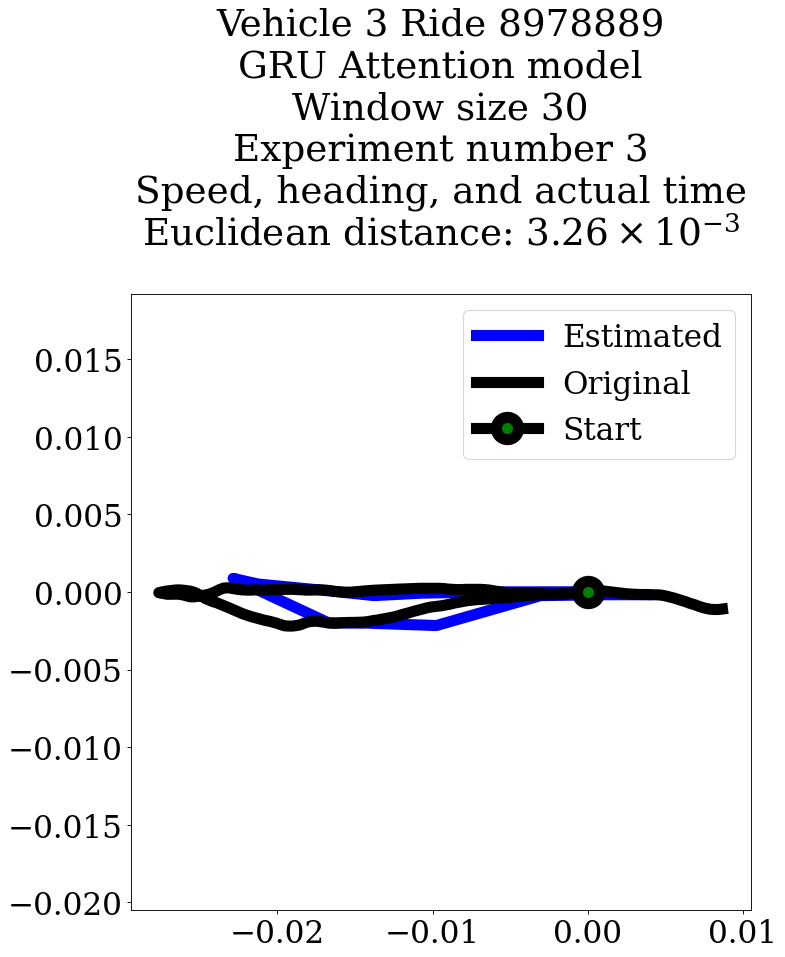 Vehicle 3 Ride 8978889
GRU Attention model
Window size 30
Experiment number 3
Speed, heading, and actual time
Euclidean distance: 3.26 × 10⁻³
Estimated
Original
Start
0.015
0.010
0.005
0.000
−0.005
−0.010
−0.015
−0.020
−0.02
−0.01
0.00
0.01